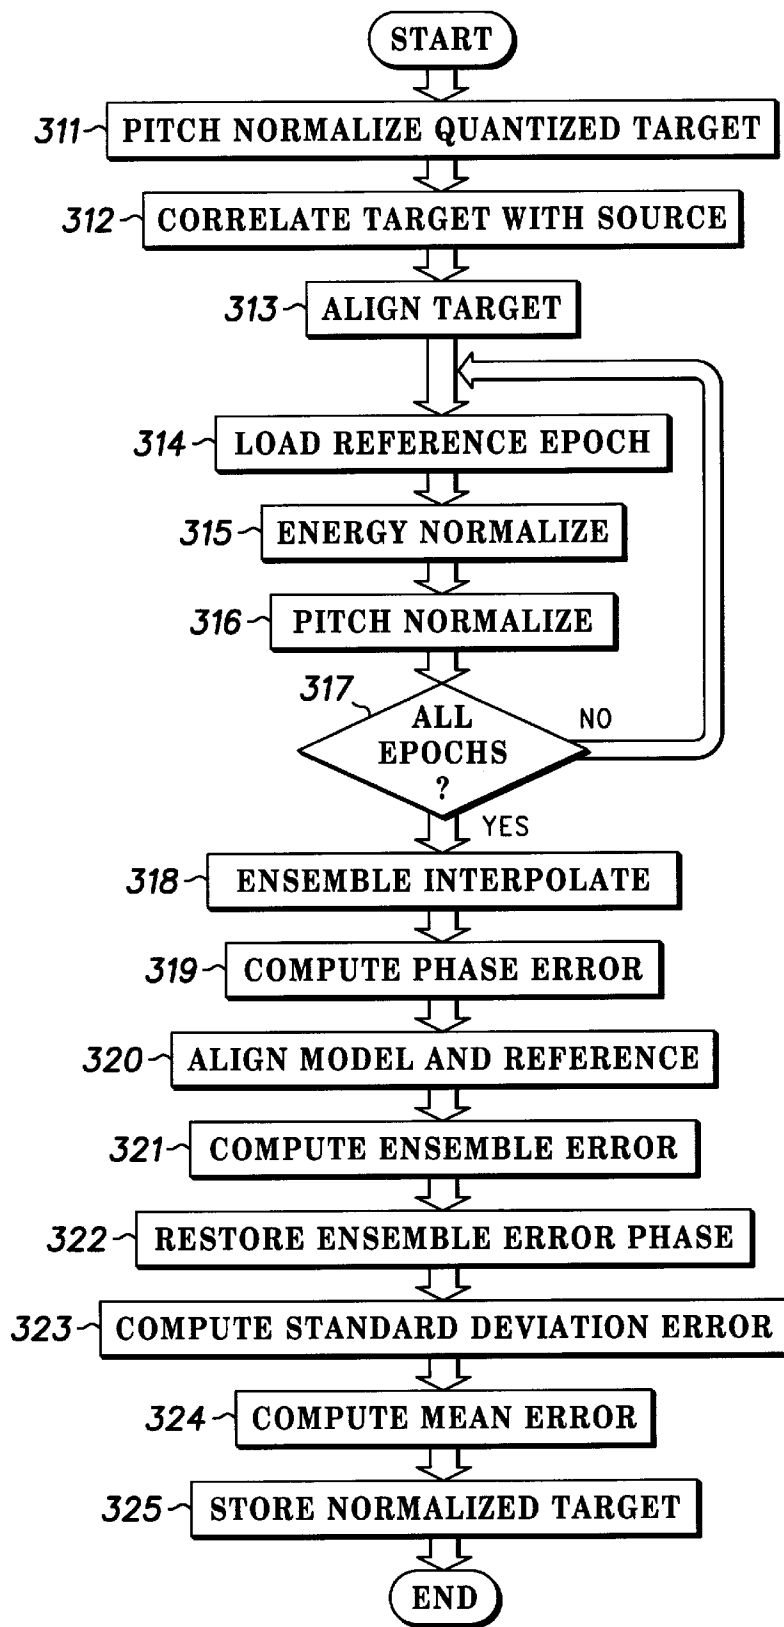 START
311 PITCH NORMALIZE QUANTIZED TARGET
312 CORRELATE TARGET WITH SOURCE
313 ALIGN TARGET
314 LOAD REFERENCE EPOCH
315 ENERGY NORMALIZE
316 PITCH NORMALIZE
317
ALL
EPOCHS
?
NO
YES
318 ENSEMBLE INTERPOLATE
319 COMPUTE PHASE ERROR
320 ALIGN MODEL AND REFERENCE
321 COMPUTE ENSEMBLE ERROR
322 RESTORE ENSEMBLE ERROR PHASE
323 COMPUTE STANDARD DEVIATION ERROR
324 COMPUTE MEAN ERROR
325 STORE NORMALIZED TARGET
END